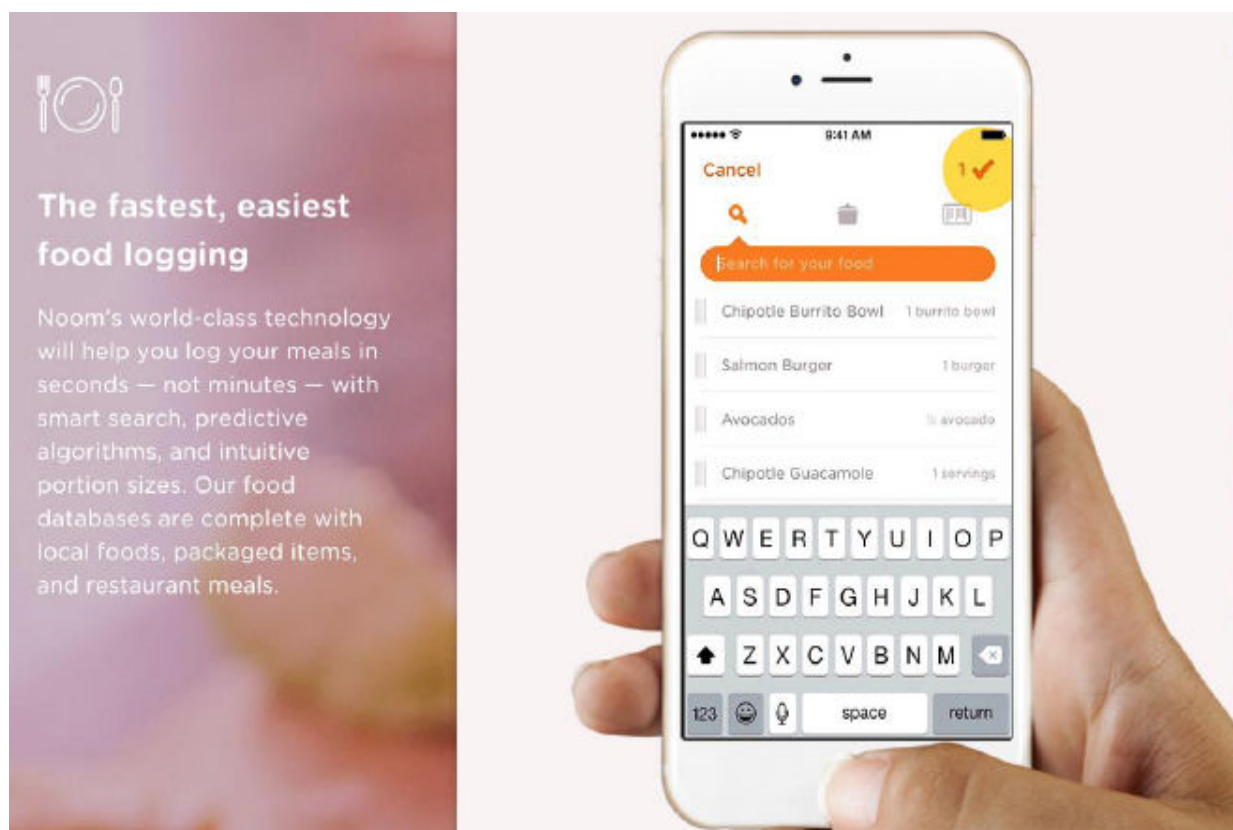 The fastest, easiest
food logging
Noom's world-class technology
will help you log your meals in
seconds — not minutes — with
smart search, predictive
algorithms, and intuitive
portion sizes. Our food
databases are complete with
local foods, packaged items,
and restaurant meals.
9:41 AM
Cancel 1
Search for your food
Chipotle Burrito Bowl 1 burrito bowl
Salmon Burger 1 burger
Avocados avocado
Chipotle Guacamole 1 servings
Q W E R T Y U I O P
A S D F G H J K L
Z X C V B N M
123 space return